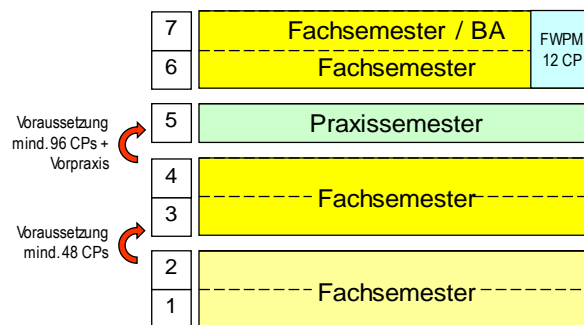 7
Fachsemester / BA
FWPM
12 CP
6
Fachsemester
5
Praxissemester
Voraussetzung
mind. 96 CPs +
Vorpraxis
4
3
Fachsemester
Voraussetzung
mind. 48 CPs
2
1
Fachsemester